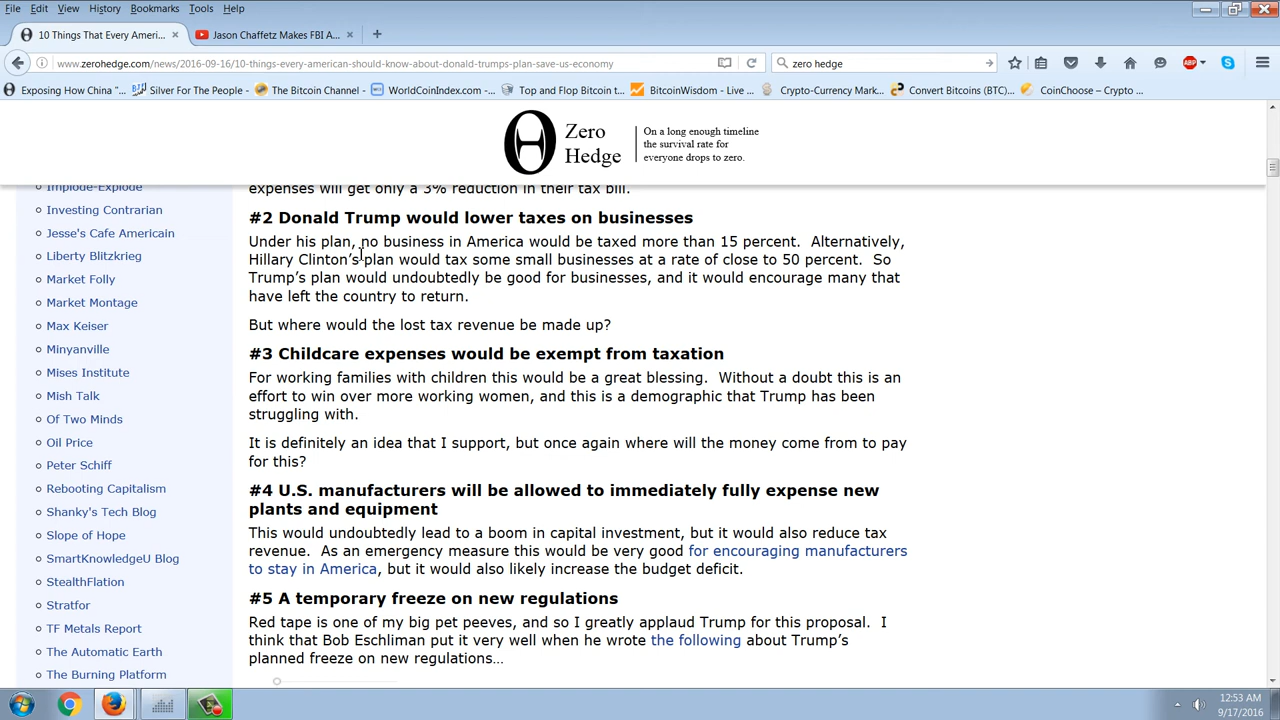 File Edit View History Bookmarks Tools Help
10 Things That Every Ameri... × Jason Chaffetz Makes FBI A... × +
www.zerohedge.com/news/2016-09-16/10-things-every-american-should-know-about-donald-trumps-plan-save-us-economy zero hedge ABP
Exposing How China "... Silver For The People - ... The Bitcoin Channel - ... WorldCoinIndex.com -... Top and Flop Bitcoin t... BitcoinWisdom - Live ... Crypto-Currency Mark... Convert Bitcoins (BTC)... CoinChoose – Crypto ...
Zero
Hedge
On a long enough timeline
the survival rate for
everyone drops to zero.
Implode-Explode
Investing Contrarian
Jesse's Cafe Americain
Liberty Blitzkrieg
Market Folly
Market Montage
Max Keiser
Minyanville
Mises Institute
Mish Talk
Of Two Minds
Oil Price
Peter Schiff
Rebooting Capitalism
Shanky's Tech Blog
Slope of Hope
SmartKnowledgeU Blog
StealthFlation
Stratfor
TF Metals Report
The Automatic Earth
The Burning Platform
expenses will get only a 3% reduction in their tax bill.
#2 Donald Trump would lower taxes on businesses
Under his plan, no business in America would be taxed more than 15 percent.  Alternatively,
Hillary Clinton's plan would tax some small businesses at a rate of close to 50 percent.  So
Trump's plan would undoubtedly be good for businesses, and it would encourage many that
have left the country to return.
But where would the lost tax revenue be made up?
#3 Childcare expenses would be exempt from taxation
For working families with children this would be a great blessing.  Without a doubt this is an
effort to win over more working women, and this is a demographic that Trump has been
struggling with.
It is definitely an idea that I support, but once again where will the money come from to pay
for this?
#4 U.S. manufacturers will be allowed to immediately fully expense new
plants and equipment
This would undoubtedly lead to a boom in capital investment, but it would also reduce tax
revenue.  As an emergency measure this would be very good for encouraging manufacturers
to stay in America, but it would also likely increase the budget deficit.
#5 A temporary freeze on new regulations
Red tape is one of my big pet peeves, and so I greatly applaud Trump for this proposal.  I
think that Bob Eschliman put it very well when he wrote the following about Trump's
planned freeze on new regulations…
12:53 AM
9/17/2016